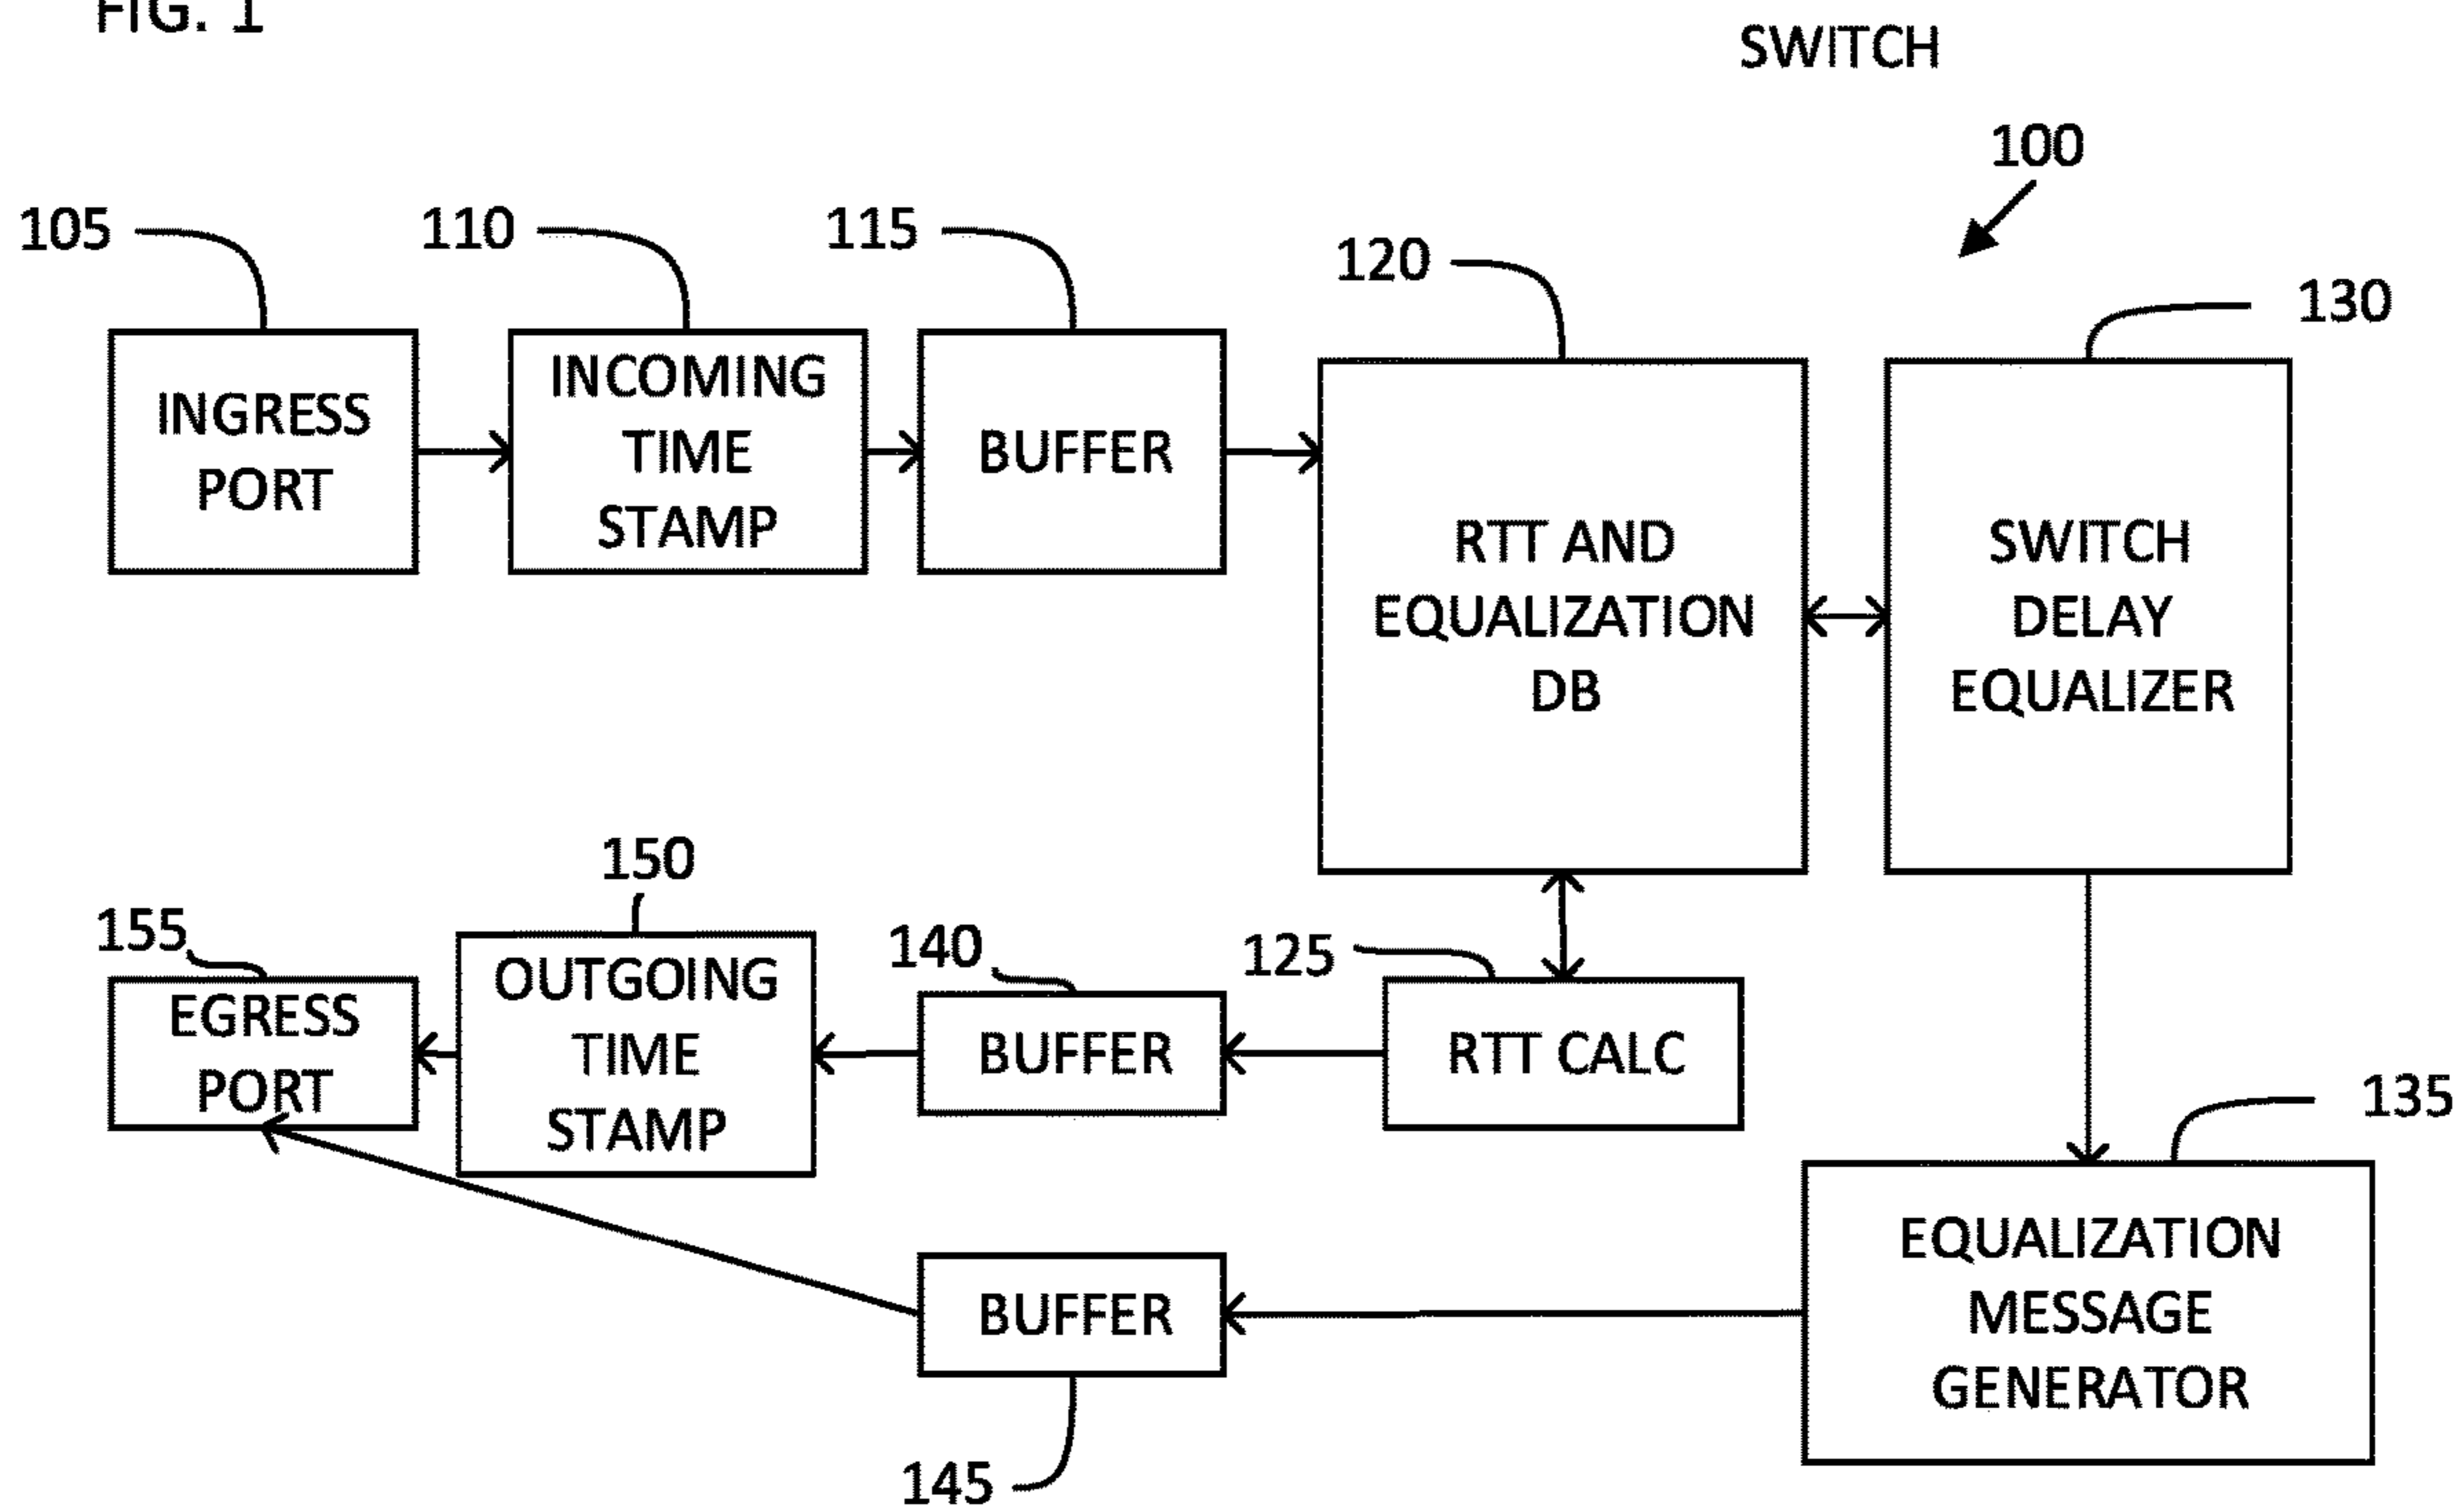 FIG. 1
SWITCH
100
105
110
115
120
130
INGRESS
PORT
INCOMING
TIME
STAMP
BUFFER
RTT AND
EQUALIZATION
DB
SWITCH
DELAY
EQUALIZER
150
155
140
125
EGRESS
PORT
OUTGOING
TIME
STAMP
BUFFER
RTT CALC
135
BUFFER
EQUALIZATION
MESSAGE
GENERATOR
145